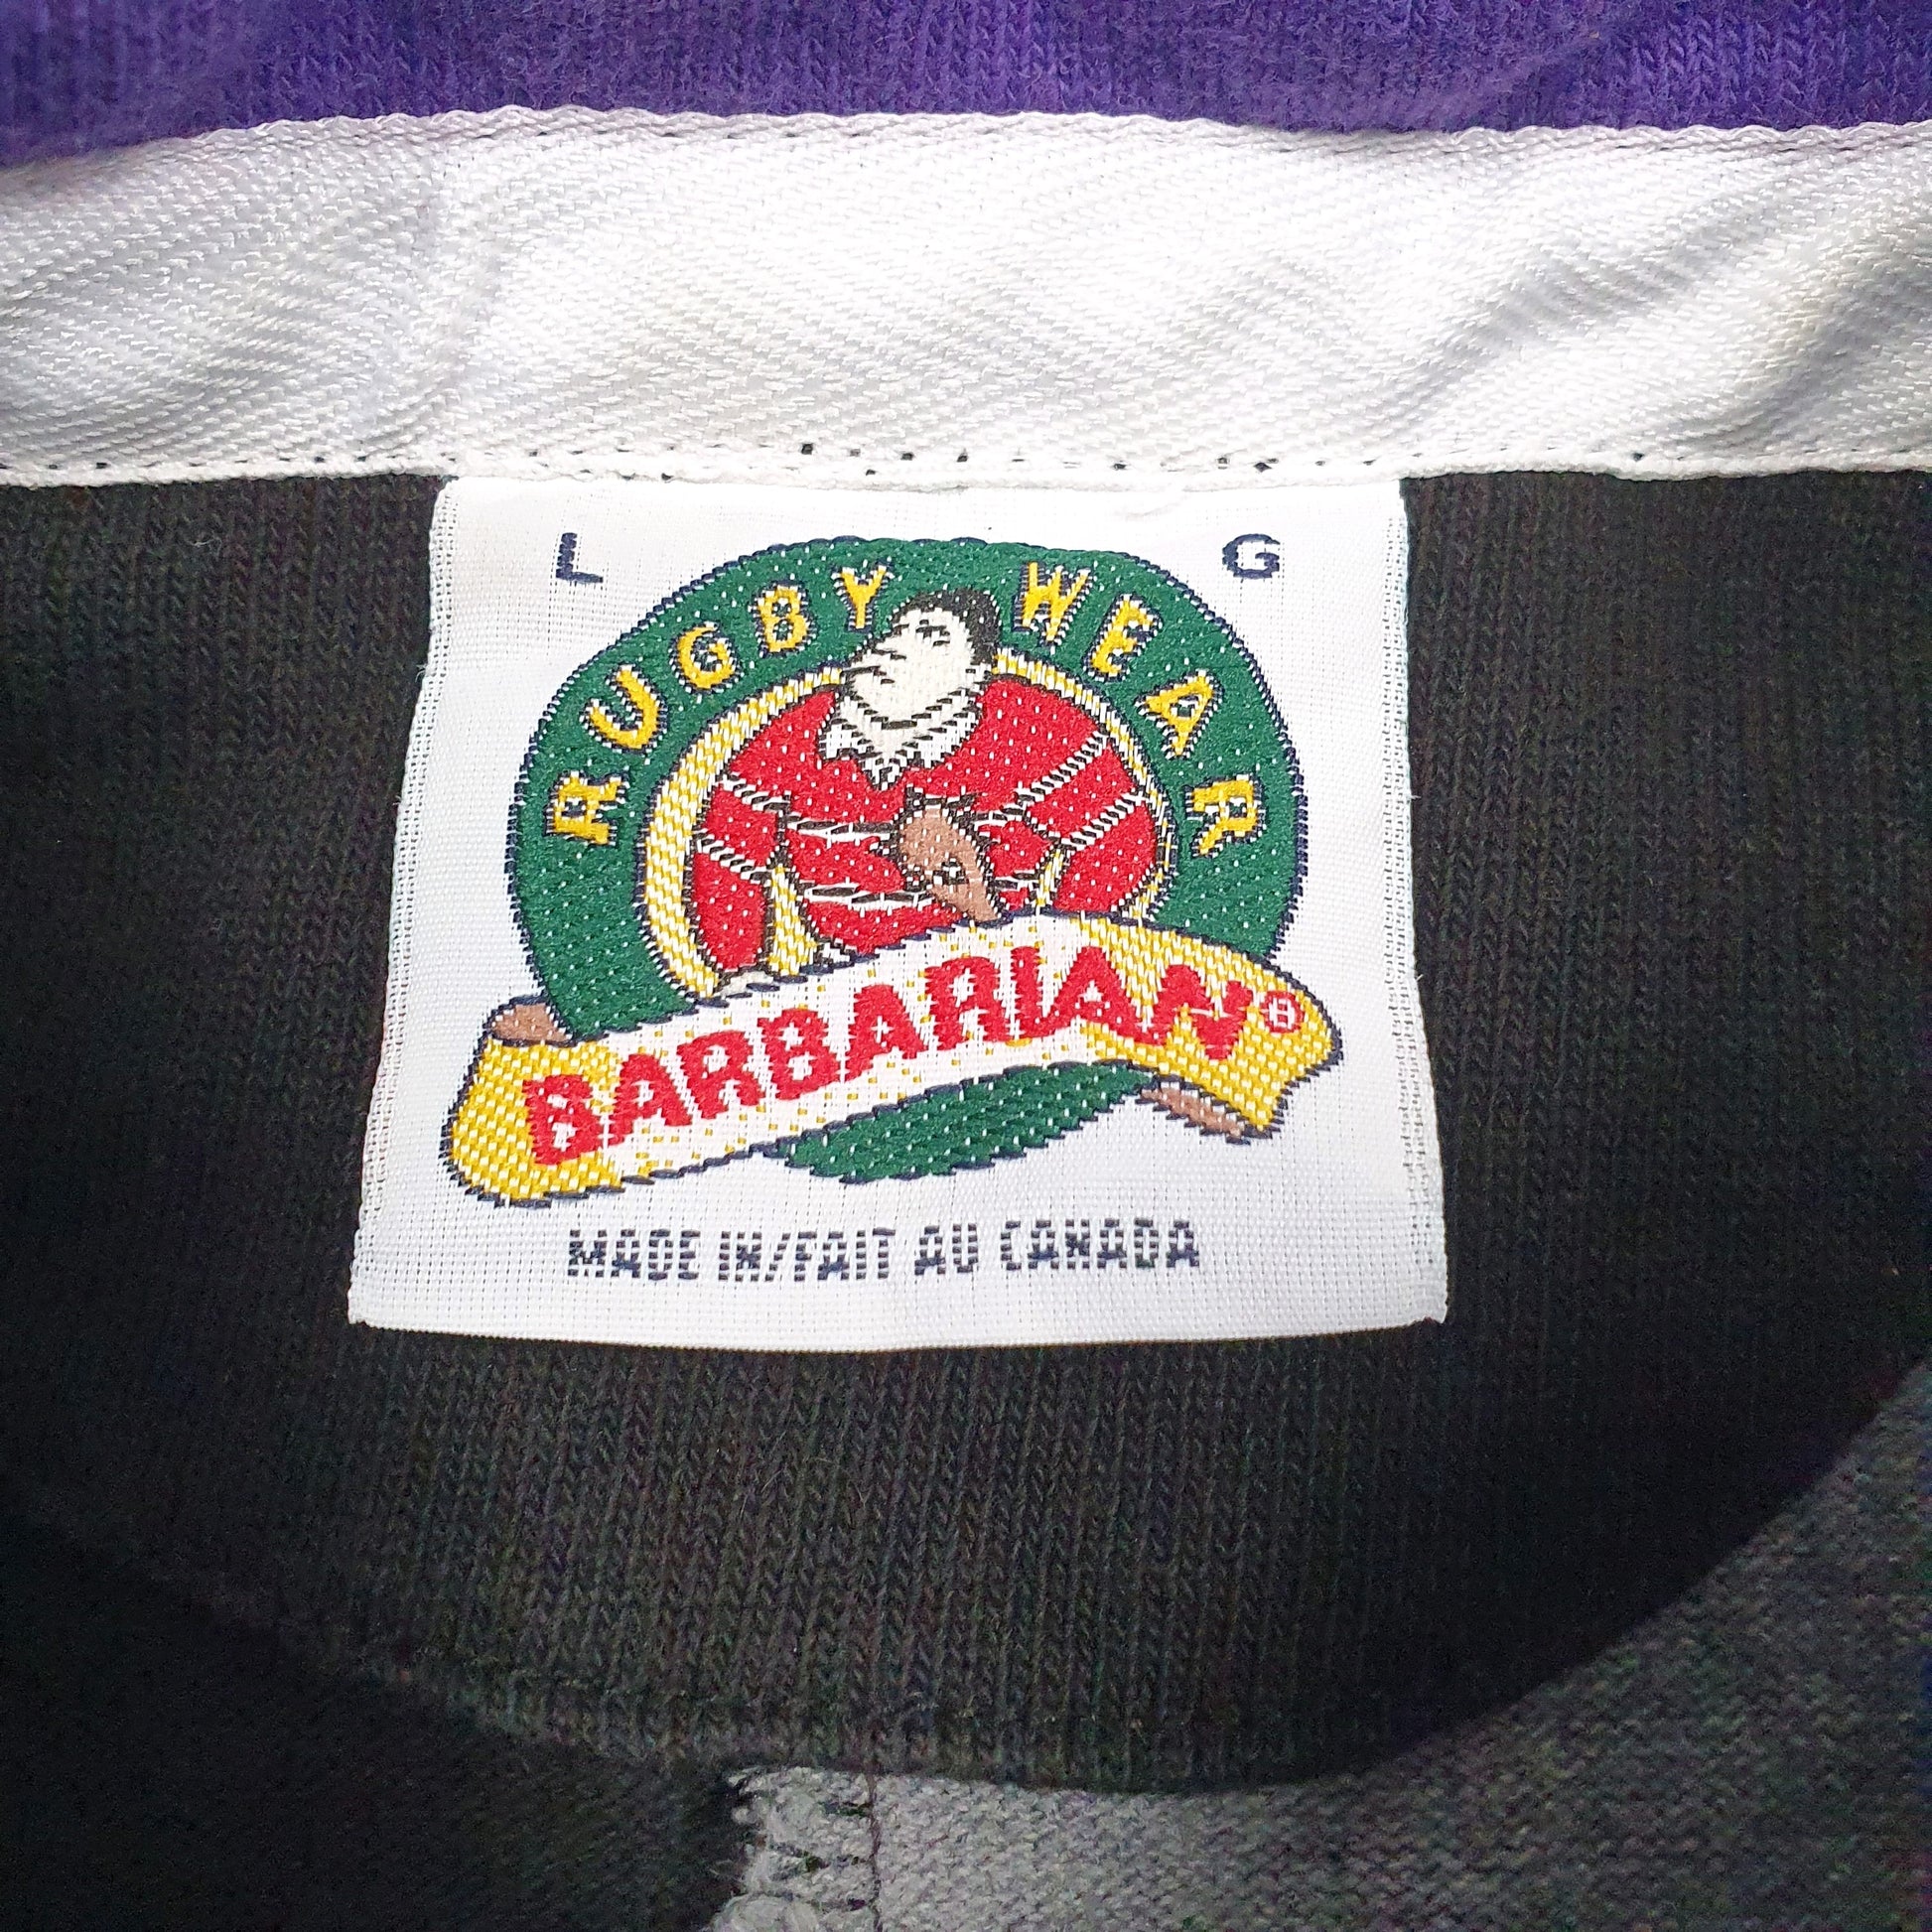 L G
RUGBY WEAR
BARBARIAN®
MADE IN/FAIT AU CANADA